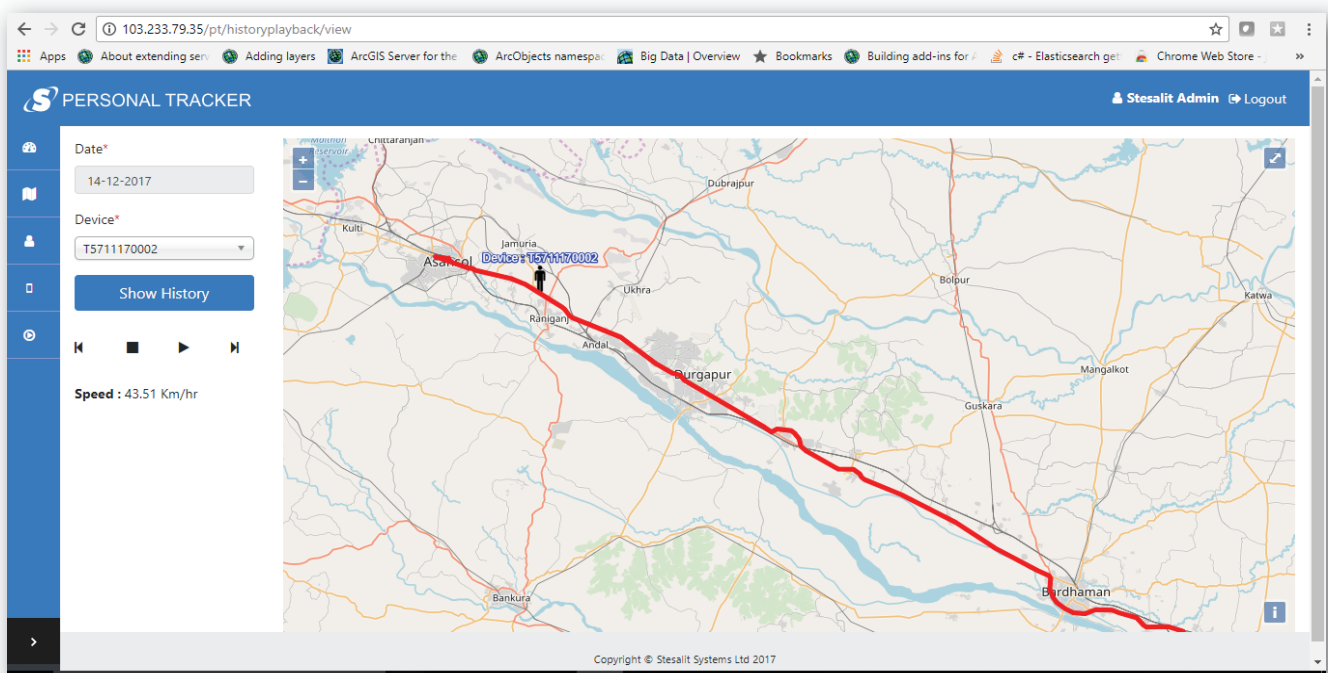 103.233.79.35/pt/historyplayback/view
Apps About extending serv Adding layers ArcGIS Server for the ArcObjects namespac Big Data | Overview Bookmarks Building add-ins for A c# - Elasticsearch get Chrome Web Store - »
S PERSONAL TRACKER
Stesalit Admin Logout
Date*
14-12-2017
Device*
T5711170002
Show History
Speed : 43.51 Km/hr
+
−
Chittaranjan
reservoir
Dubrajpur
Kulti
Jamuria
Asansol
Device : T5711170002
Ukhra
Bolpur
Katwa
Raniganj
Andal
Durgapur
Mangalkot
Guskara
Bankura
Bardhaman
i
Copyright © Stesalit Systems Ltd 2017